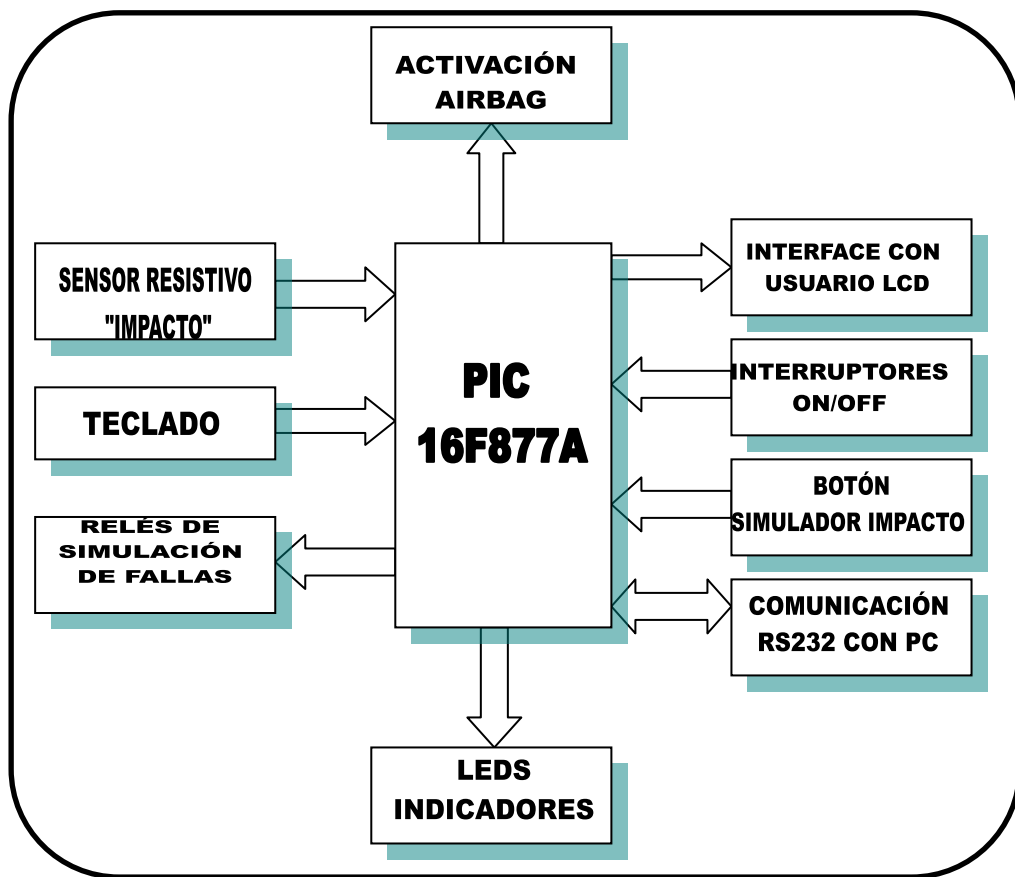 ACTIVACIÓN
AIRBAG
SENSOR RESISTIVO
"IMPACTO"
TECLADO
RELÉS DE
SIMULACIÓN
DE FALLAS
PIC
16F877A
INTERFACE CON
USUARIO LCD
INTERRUPTORES
ON/OFF
BOTÓN
SIMULADOR IMPACTO
COMUNICACIÓN
RS232 CON PC
LEDS
INDICADORES